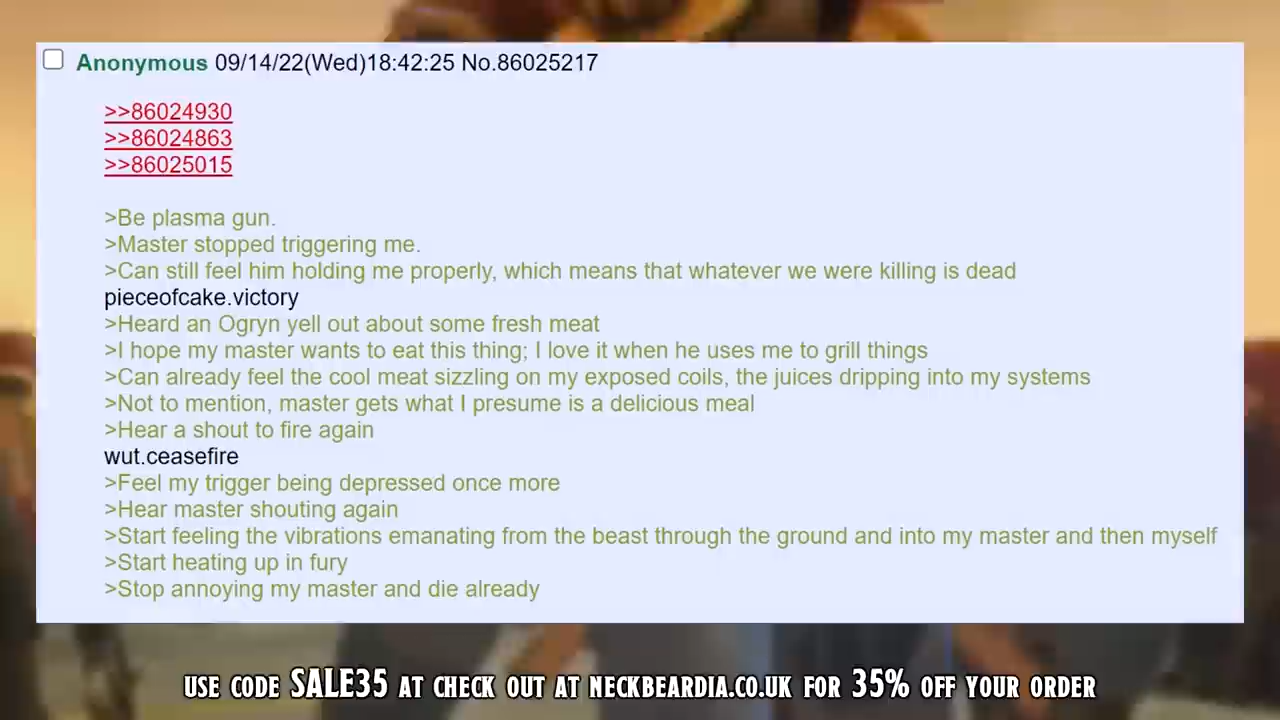 Anonymous 09/14/22(Wed)18:42:25 No.86025217
>>86024930
>>86024863
>>86025015
>Be plasma gun.
>Master stopped triggering me.
>Can still feel him holding me properly, which means that whatever we were killing is dead
pieceofcake.victory
>Heard an Ogryn yell out about some fresh meat
>I hope my master wants to eat this thing; I love it when he uses me to grill things
>Can already feel the cool meat sizzling on my exposed coils, the juices dripping into my systems
>Not to mention, master gets what I presume is a delicious meal
>Hear a shout to fire again
wut.ceasefire
>Feel my trigger being depressed once more
>Hear master shouting again
>Start feeling the vibrations emanating from the beast through the ground and into my master and then myself
>Start heating up in fury
>Stop annoying my master and die already
USE CODE SALE35 AT CHECK OUT AT NECKBEARDIA.CO.UK FOR 35% OFF YOUR ORDER